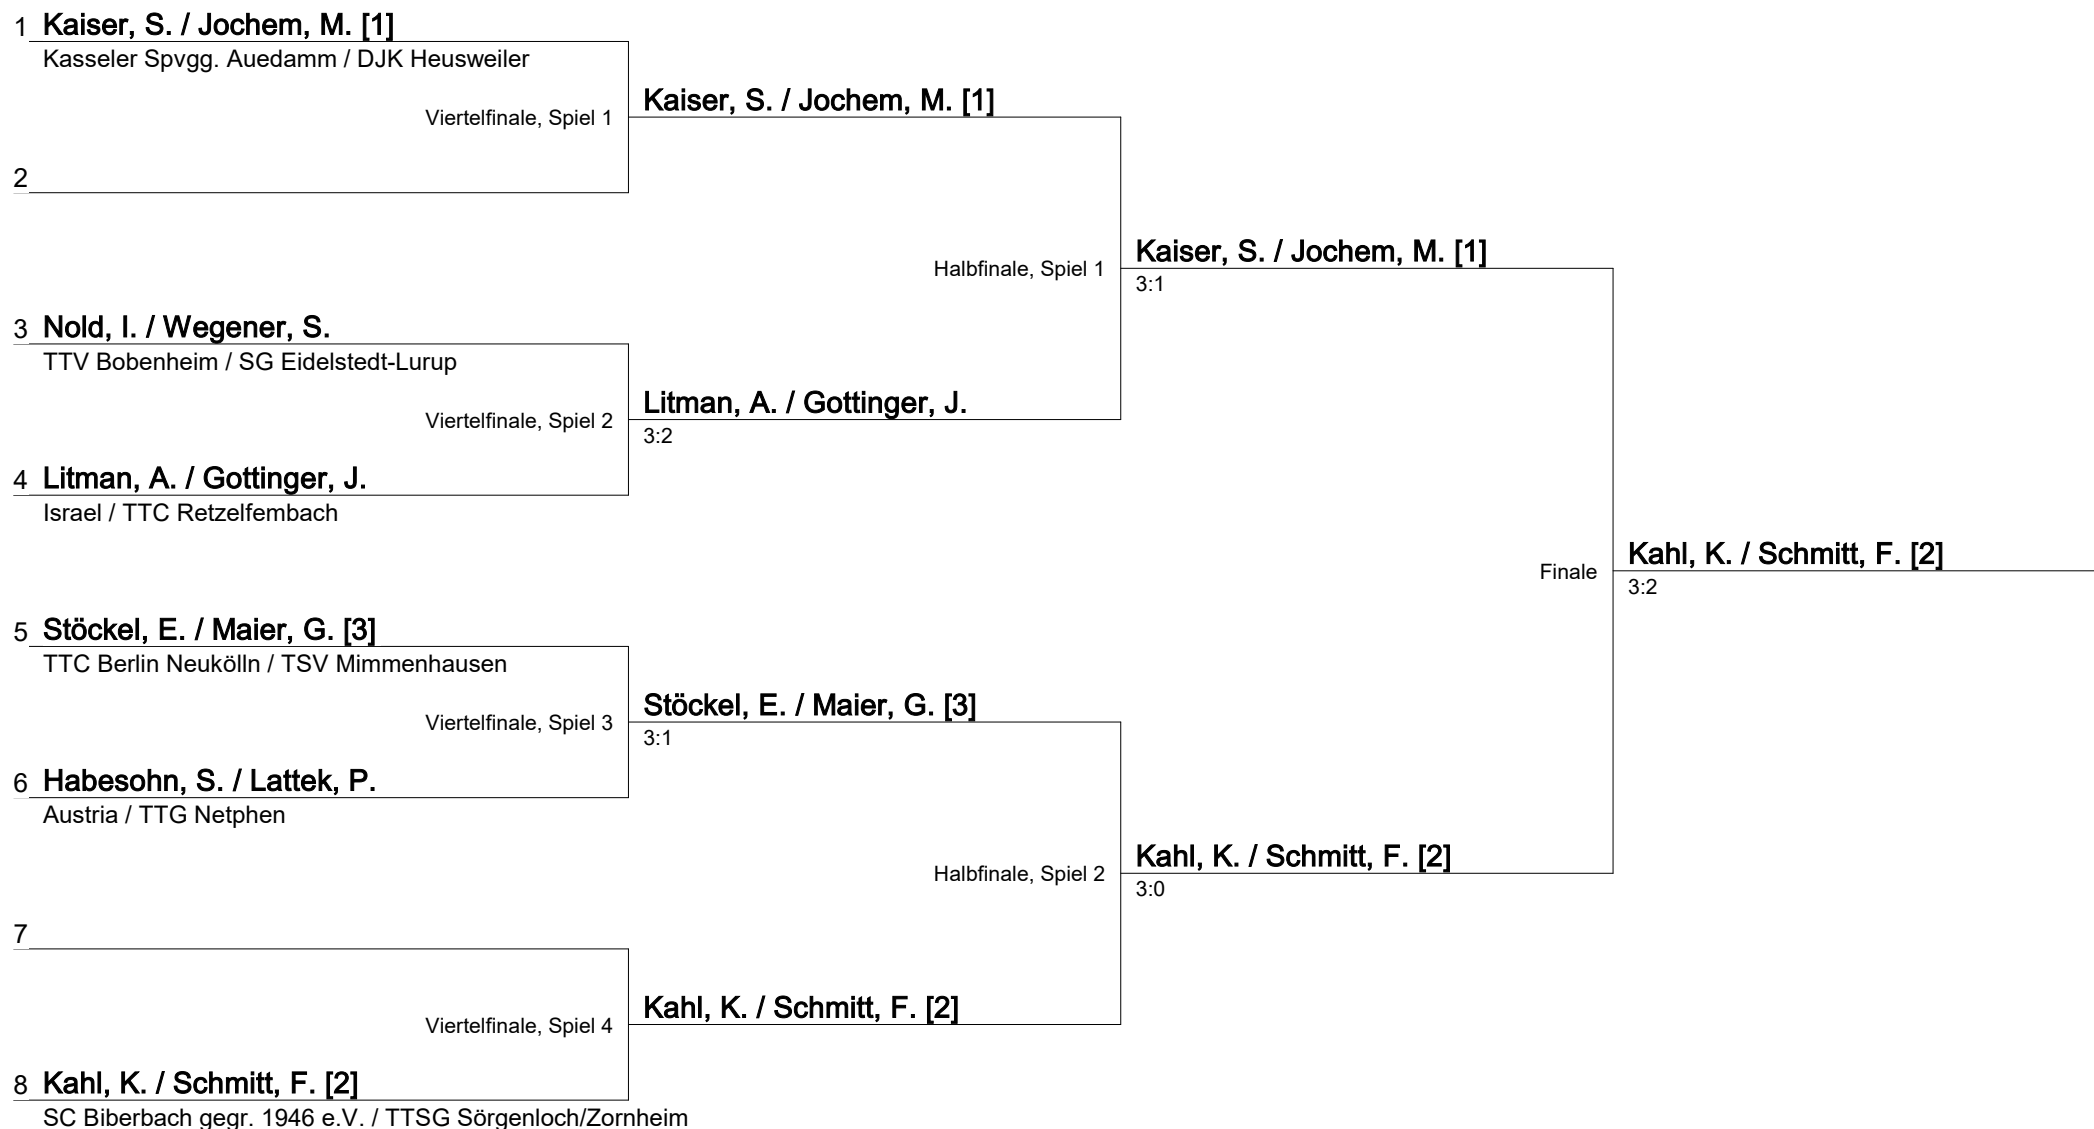 1 Kaiser, S. / Jochem, M. [1]
Kasseler Spvgg. Auedamm / DJK Heusweiler
Viertelfinale, Spiel 1
Kaiser, S. / Jochem, M. [1]
2
Halbfinale, Spiel 1
Kaiser, S. / Jochem, M. [1]
3:1
3 Nold, I. / Wegener, S.
TTV Bobenheim / SG Eidelstedt-Lurup
Viertelfinale, Spiel 2
Litman, A. / Gottinger, J.
3:2
4 Litman, A. / Gottinger, J.
Israel / TTC Retzelfembach
Finale
Kahl, K. / Schmitt, F. [2]
3:2
5 Stöckel, E. / Maier, G. [3]
TTC Berlin Neukölln / TSV Mimmenhausen
Viertelfinale, Spiel 3
Stöckel, E. / Maier, G. [3]
3:1
6 Habesohn, S. / Lattek, P.
Austria / TTG Netphen
Halbfinale, Spiel 2
Kahl, K. / Schmitt, F. [2]
3:0
7
Viertelfinale, Spiel 4
Kahl, K. / Schmitt, F. [2]
8 Kahl, K. / Schmitt, F. [2]
SC Biberbach gegr. 1946 e.V. / TTSG Sörgenloch/Zornheim